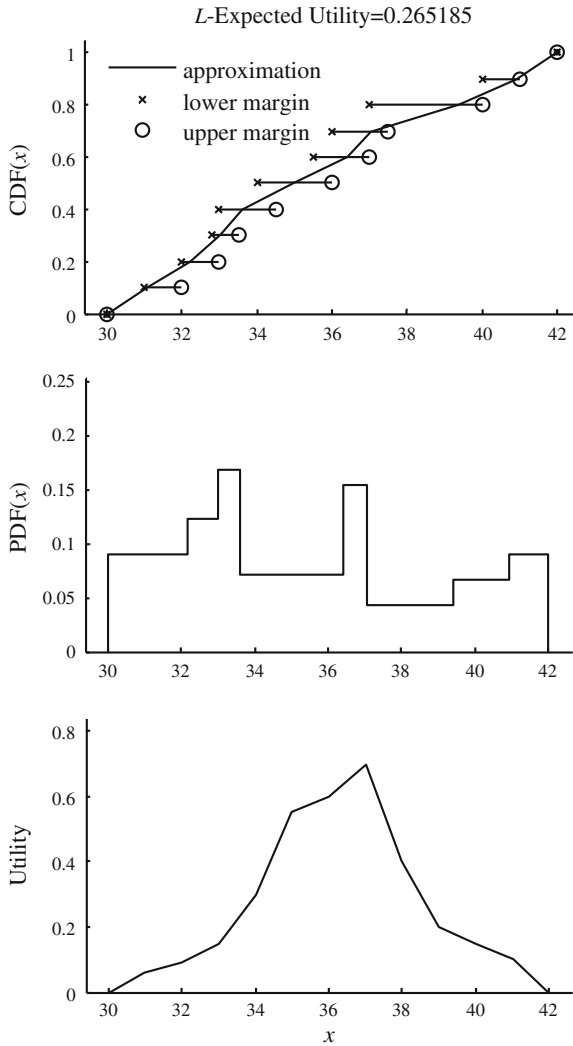 L-Expected Utility=0.265185
1
0.8
0.6
0.4
0.2
0
CDF(x)
approximation
lower margin
upper margin
30 32 34 36 38 40 42
0.25
0.2
0.15
0.1
0.05
0
PDF(x)
30 32 34 36 38 40 42
0.8
0.6
0.4
0.2
0
Utility
30 32 34 36 38 40 42
x